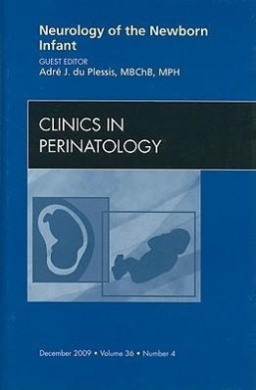 Neurology of the Newborn
Infant
GUEST EDITOR
Adré J. du Plessis, MBChB, MPH
CLINICS IN
PERINATOLOGY
December 2009 • Volume 36 • Number 4